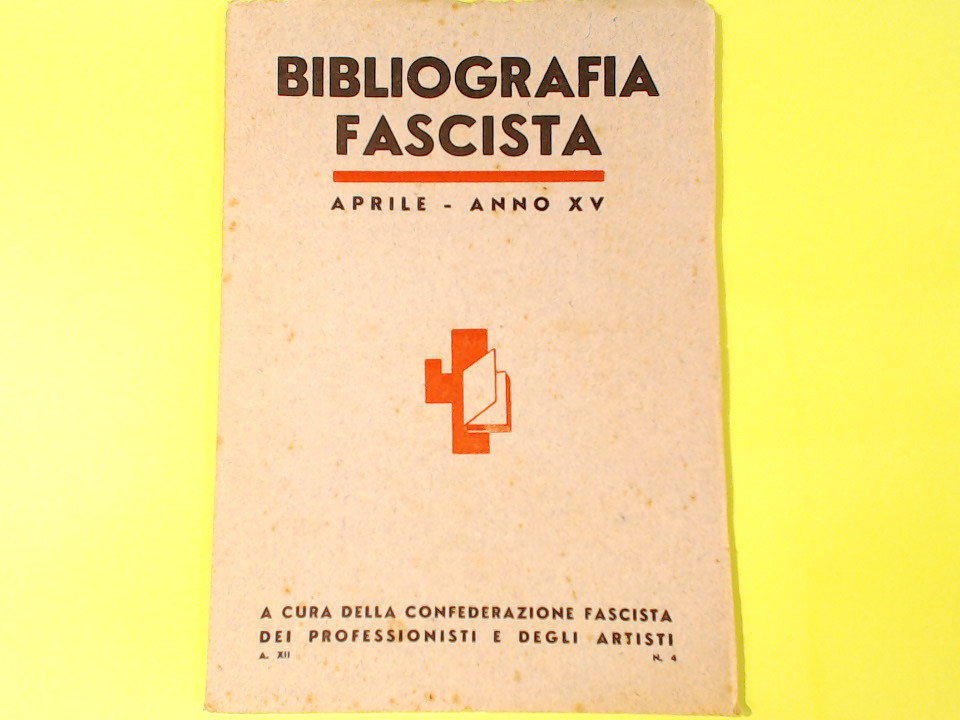 BIBLIOGRAFIA
FASCISTA
APRILE - ANNO XV
A CURA DELLA CONFEDERAZIONE FASCISTA
DEI PROFESSIONISTI E DEGLI ARTISTI
A. XII N. 4